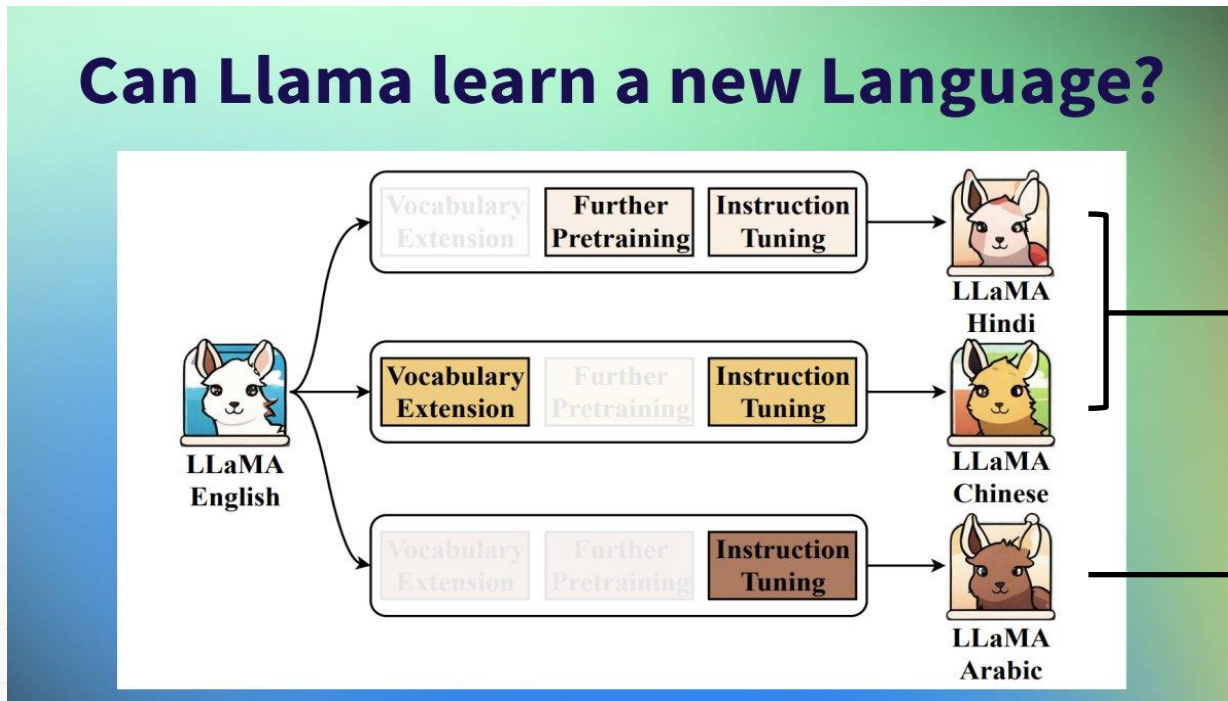 Can Llama learn a new Language?
Vocabulary
Extension
Further
Pretraining
Instruction
Tuning
LLaMA
Hindi
LLaMA
English
Vocabulary
Extension
Further
Pretraining
Instruction
Tuning
LLaMA
Chinese
Vocabulary
Extension
Further
Pretraining
Instruction
Tuning
LLaMA
Arabic